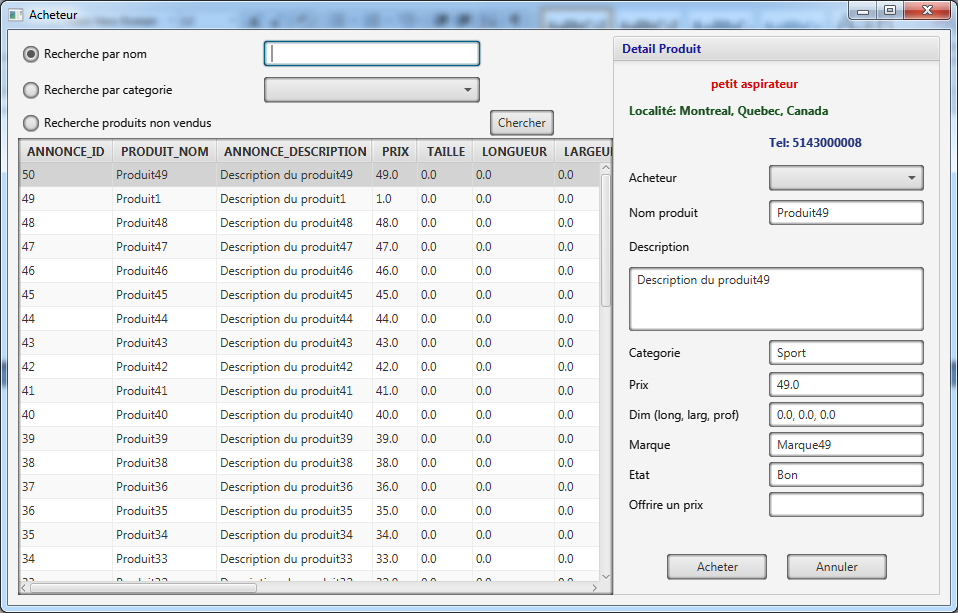 Acheteur
Recherche par nom
Recherche par categorie
Recherche produits non vendus
Chercher
ANNONCE_ID PRODUIT_NOM ANNONCE_DESCRIPTION PRIX TAILLE LONGUEUR LARGEU
50 Produit49 Description du produit49 49.0 0.0 0.0 0.0
49 Produit1 Description du produit1 1.0 0.0 0.0 0.0
48 Produit48 Description du produit48 48.0 0.0 0.0 0.0
47 Produit47 Description du produit47 47.0 0.0 0.0 0.0
46 Produit46 Description du produit46 46.0 0.0 0.0 0.0
45 Produit45 Description du produit45 45.0 0.0 0.0 0.0
44 Produit44 Description du produit44 44.0 0.0 0.0 0.0
43 Produit43 Description du produit43 43.0 0.0 0.0 0.0
42 Produit42 Description du produit42 42.0 0.0 0.0 0.0
41 Produit41 Description du produit41 41.0 0.0 0.0 0.0
40 Produit40 Description du produit40 40.0 0.0 0.0 0.0
39 Produit39 Description du produit39 39.0 0.0 0.0 0.0
38 Produit38 Description du produit38 38.0 0.0 0.0 0.0
37 Produit36 Description du produit36 36.0 0.0 0.0 0.0
36 Produit35 Description du produit35 35.0 0.0 0.0 0.0
35 Produit34 Description du produit34 34.0 0.0 0.0 0.0
34 Produit33 Description du produit33 33.0 0.0 0.0 0.0
Detail Produit
petit aspirateur
Localité: Montreal, Quebec, Canada
Tel: 5143000008
Acheteur
Nom produit Produit49
Description
Description du produit49
Categorie Sport
Prix 49.0
Dim (long, larg, prof) 0.0, 0.0, 0.0
Marque Marque49
Etat Bon
Offrire un prix
Acheter Annuler